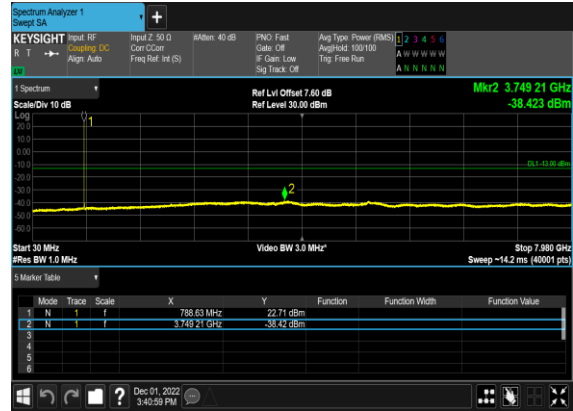 Spectrum Analyzer 1
Swept SA
+
KEYSIGHT Input: RF Input Z: 50 Ω #Atten: 40 dB PNO: Fast Avg Type: Power (RMS) 1 2 3 4 5 6
R T Coupling: DC Corr CCorr Gate: Off Avg|Hold: 100/100 A W W W W W
Align: Auto Freq Ref: Int (S) IF Gain: Low Trig: Free Run
Sig Track: Off A N N N N N
1 Spectrum Ref Lvl Offset 7.60 dB Mkr2 3.749 21 GHz
Scale/Div 10 dB Ref Level 30.00 dBm -38.423 dBm
Log
1
20.0
10.0
0.00
-10.0 DL1 -13.00 dBm
-20.0
-30.0 2
-40.0
-50.0
-60.0
Start 30 MHz Video BW 3.0 MHz* Stop 7.980 GHz
#Res BW 1.0 MHz Sweep ~14.2 ms (40001 pts)
5 Marker Table
Mode Trace Scale X Y Function Function Width Function Value
1 N 1 f 788.63 MHz 22.71 dBm
2 N 1 f 3.749 21 GHz -38.42 dBm
3
4
5
6
? Dec 01, 2022
3:40:59 PM